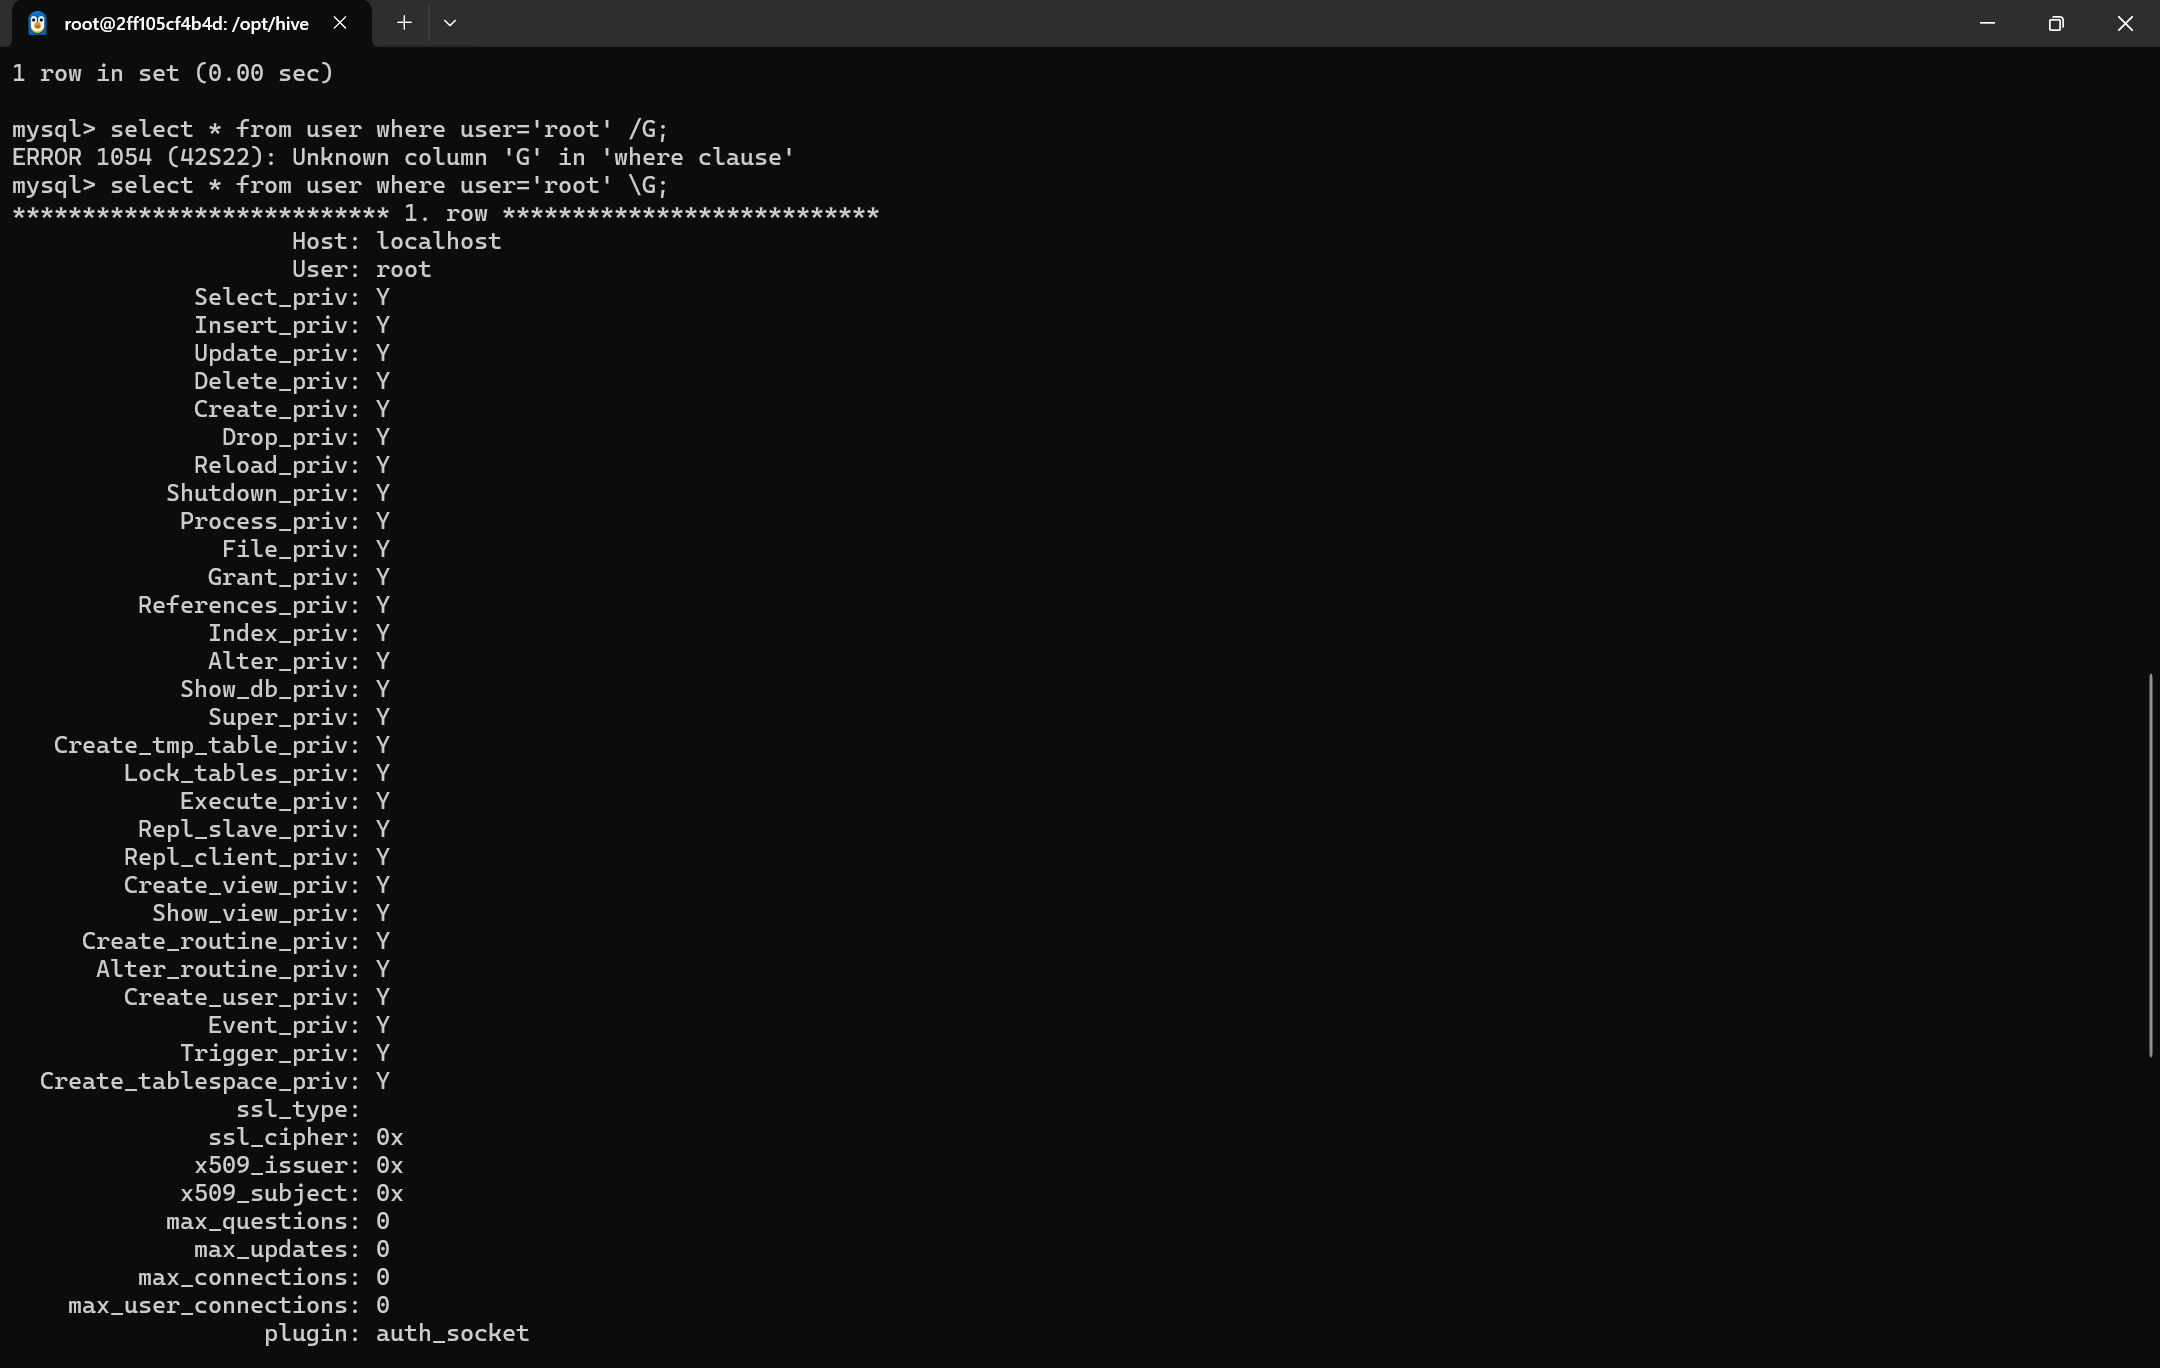 root@2ff105cf4b4d: /opt/hive
1 row in set (0.00 sec)
mysql> select * from user where user='root' /G;
ERROR 1054 (42S22): Unknown column 'G' in 'where clause'
mysql> select * from user where user='root' \G;
*************************** 1. row ***************************
Host: localhost
User: root
Select_priv: Y
Insert_priv: Y
Update_priv: Y
Delete_priv: Y
Create_priv: Y
Drop_priv: Y
Reload_priv: Y
Shutdown_priv: Y
Process_priv: Y
File_priv: Y
Grant_priv: Y
References_priv: Y
Index_priv: Y
Alter_priv: Y
Show_db_priv: Y
Super_priv: Y
Create_tmp_table_priv: Y
Lock_tables_priv: Y
Execute_priv: Y
Repl_slave_priv: Y
Repl_client_priv: Y
Create_view_priv: Y
Show_view_priv: Y
Create_routine_priv: Y
Alter_routine_priv: Y
Create_user_priv: Y
Event_priv: Y
Trigger_priv: Y
Create_tablespace_priv: Y
ssl_type:
ssl_cipher: 0x
x509_issuer: 0x
x509_subject: 0x
max_questions: 0
max_updates: 0
max_connections: 0
max_user_connections: 0
plugin: auth_socket